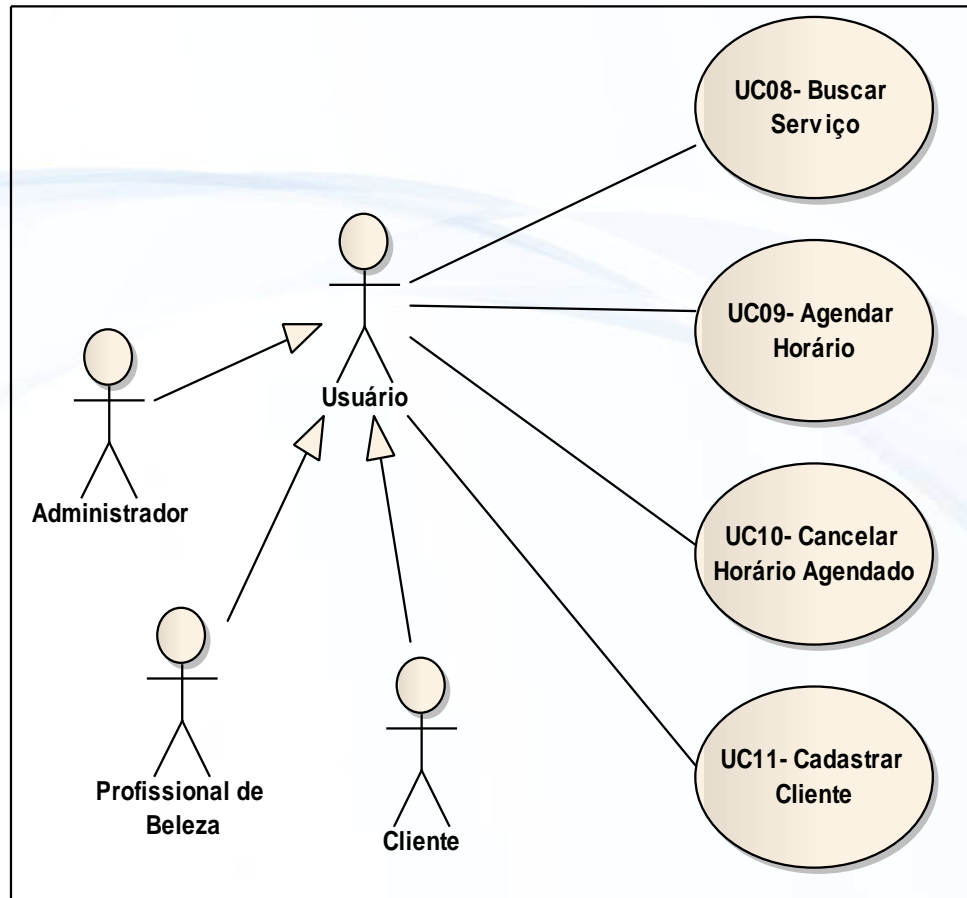 UC08- Buscar
Serviço
UC09- Agendar
Horário
Usuário
Administrador
UC10- Cancelar
Horário Agendado
UC11- Cadastrar
Cliente
Profissional de
Beleza
Cliente